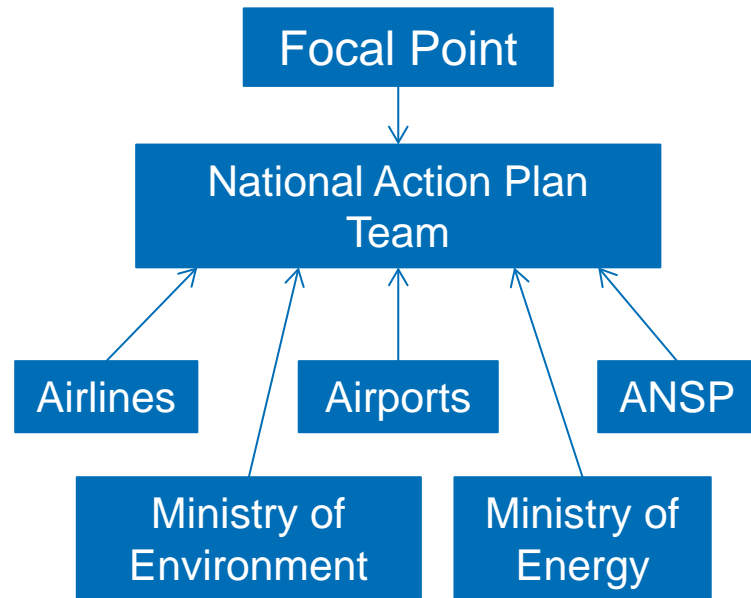 Focal Point
National Action Plan
Team
Airlines
Airports
ANSP
Ministry of
Environment
Ministry of
Energy